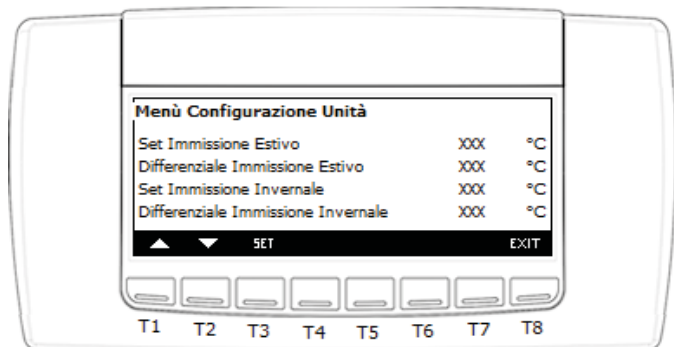 Menù Configurazione Unità
Set Immissione Estivo XXX °C
Differenziale Immissione Estivo XXX °C
Set Immissione Invernale XXX °C
Differenziale Immissione Invernale XXX °C
SET EXIT
T1 T2 T3 T4 T5 T6 T7 T8